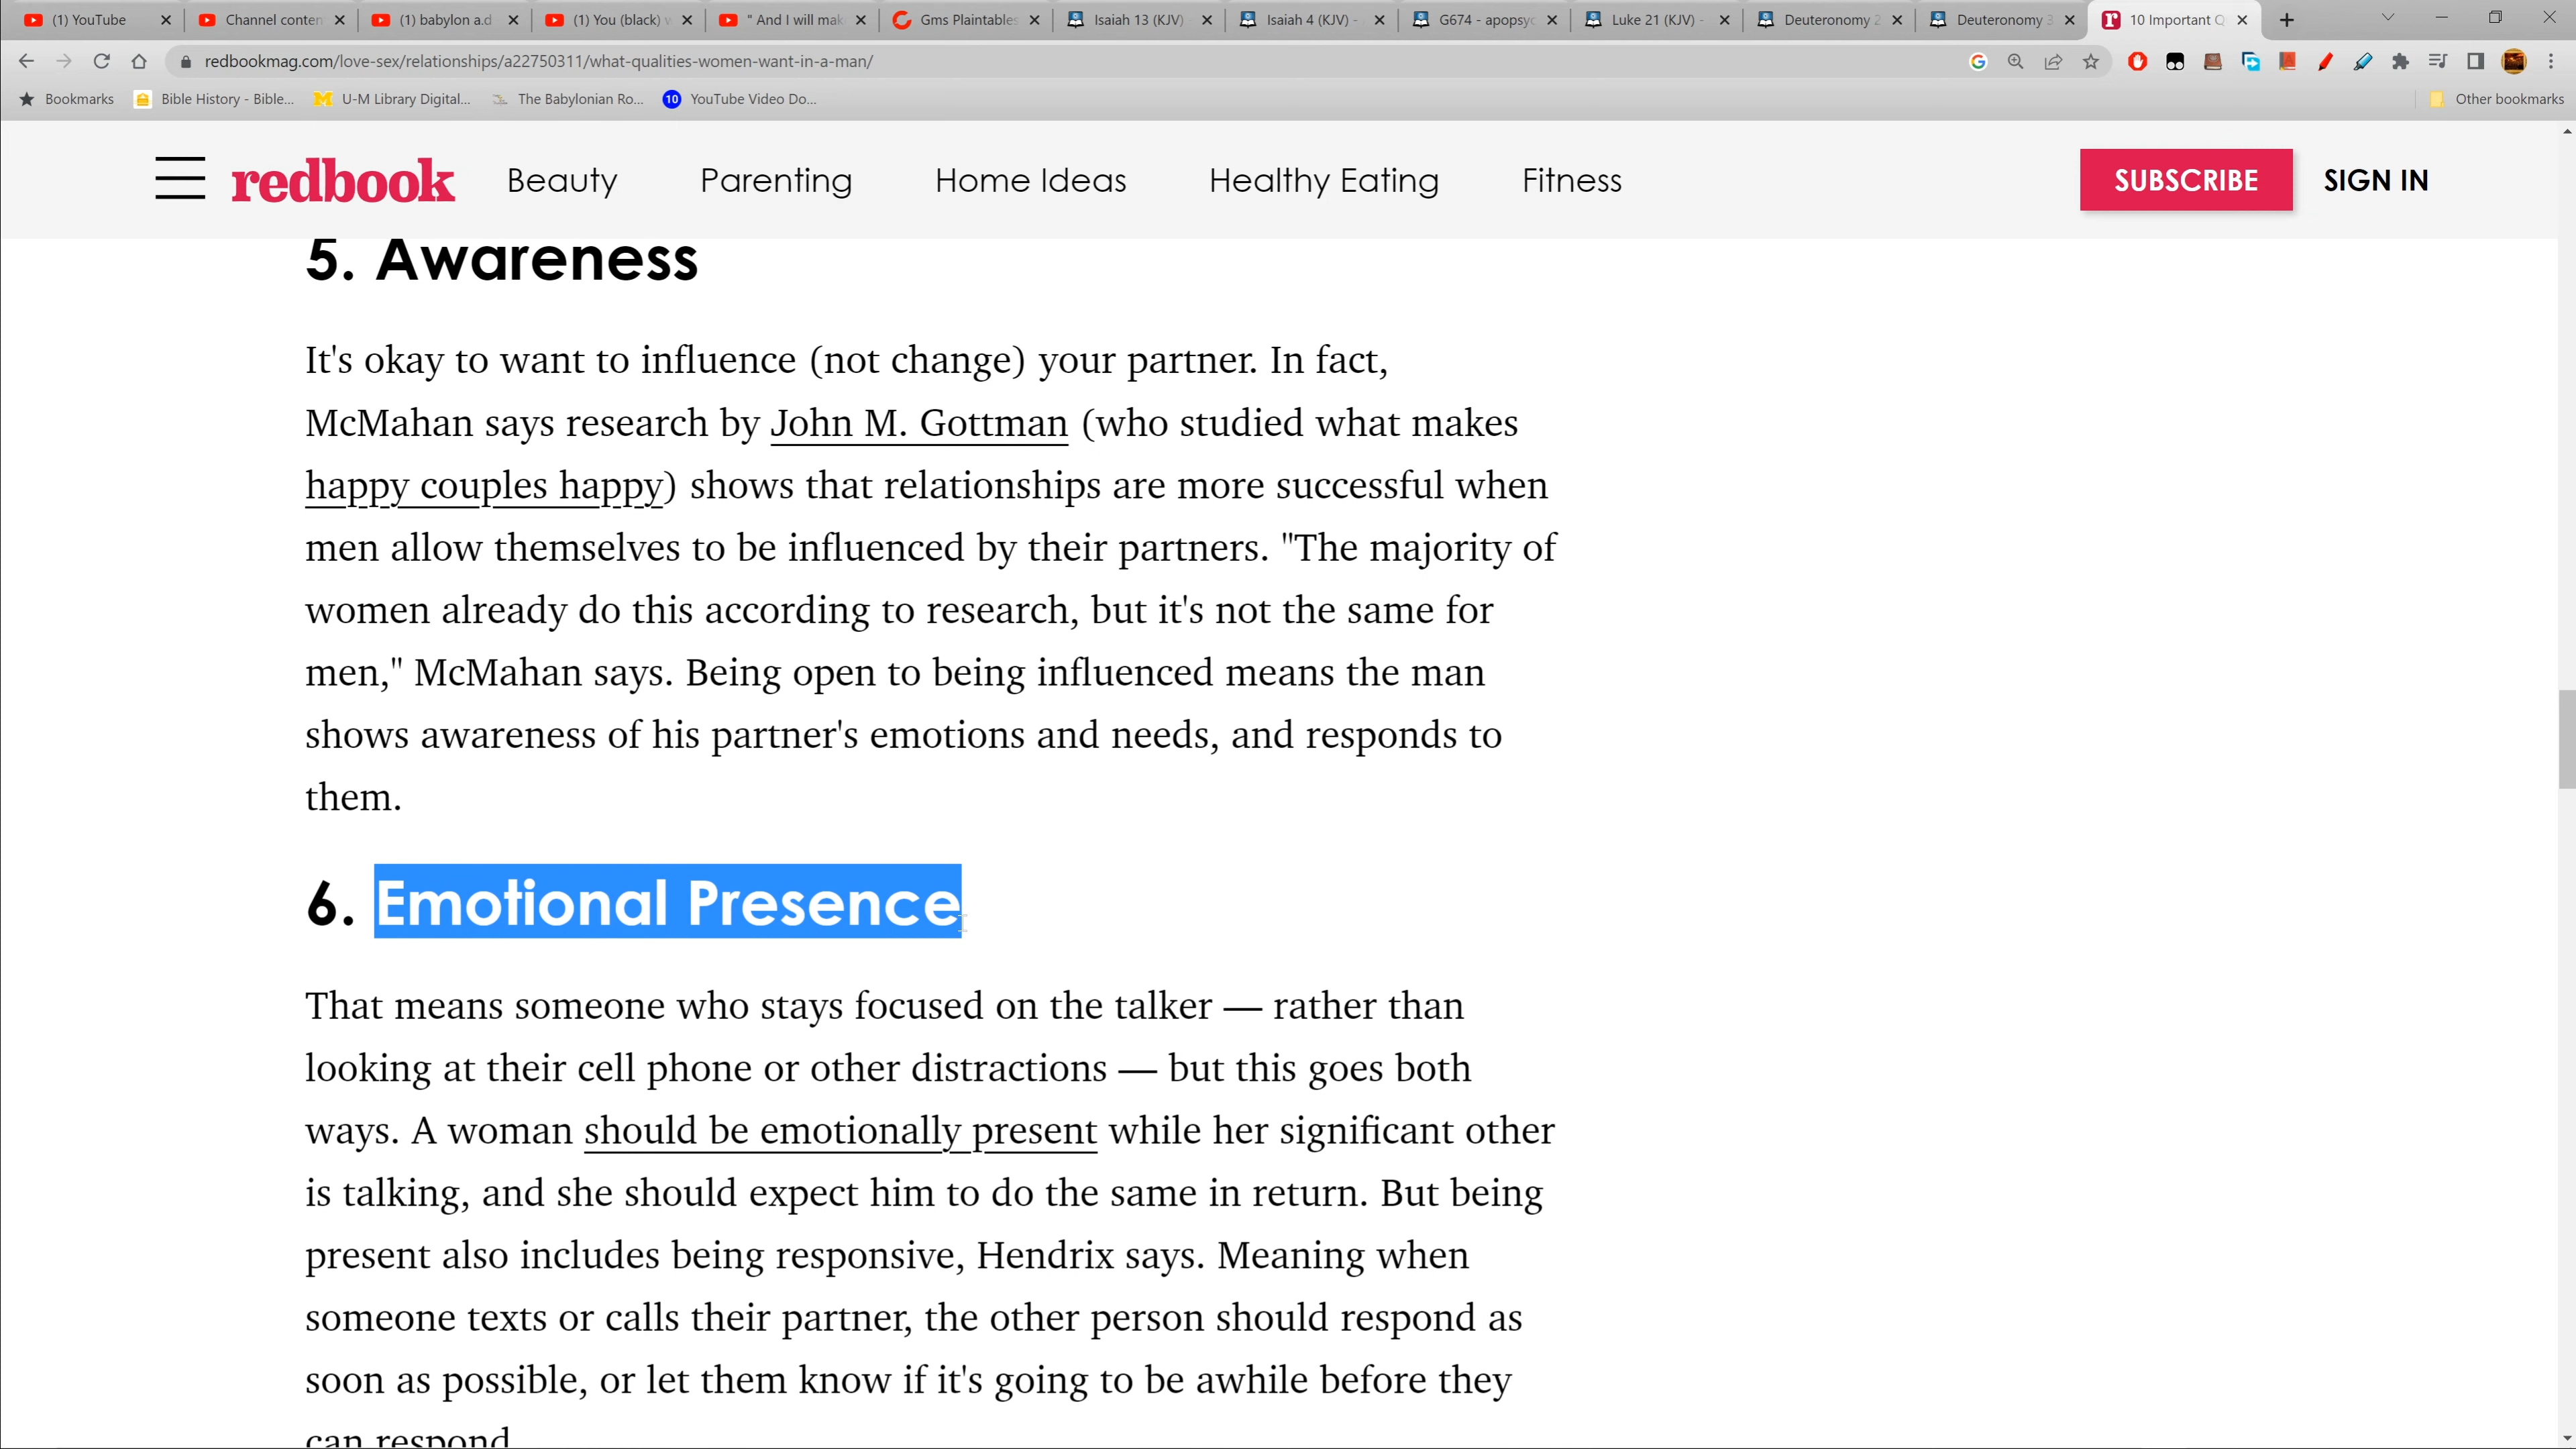 (1) YouTube
Channel conten
(1) babylon a.d
(1) You (black) v
" And I will mak
Gms Plaintables
Isaiah 13 (KJV)
Isaiah 4 (KJV) -
G674 - apopsyc
Luke 21 (KJV) -
Deuteronomy 2
Deuteronomy 3
10 Important Q
redbookmag.com/love-sex/relationships/a22750311/what-qualities-women-want-in-a-man/
Bookmarks
Bible History - Bible...
U-M Library Digital...
The Babylonian Ro...
10 YouTube Video Do...
Other bookmarks
redbook
Beauty
Parenting
Home Ideas
Healthy Eating
Fitness
SUBSCRIBE
SIGN IN
5. Awareness
It's okay to want to influence (not change) your partner. In fact,
McMahan says research by John M. Gottman (who studied what makes
happy couples happy) shows that relationships are more successful when
men allow themselves to be influenced by their partners. "The majority of
women already do this according to research, but it's not the same for
men," McMahan says. Being open to being influenced means the man
shows awareness of his partner's emotions and needs, and responds to
them.
6. Emotional Presence
That means someone who stays focused on the talker — rather than
looking at their cell phone or other distractions — but this goes both
ways. A woman should be emotionally present while her significant other
is talking, and she should expect him to do the same in return. But being
present also includes being responsive, Hendrix says. Meaning when
someone texts or calls their partner, the other person should respond as
soon as possible, or let them know if it's going to be awhile before they
can respond.